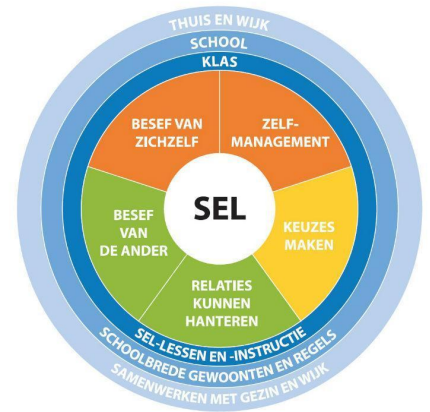 THUIS EN WIJK
SCHOOL
KLAS
BESEF VAN
ZICHZELF
ZELF-
MANAGEMENT
SEL
BESEF
VAN
DE ANDER
KEUZES
MAKEN
RELATIES
KUNNEN
HANTEREN
SEL-LESSEN EN -INSTRUCTIE
SCHOOLBREDE GEWOONTEN EN REGELS
SAMENWERKEN MET GEZIN EN WIJK